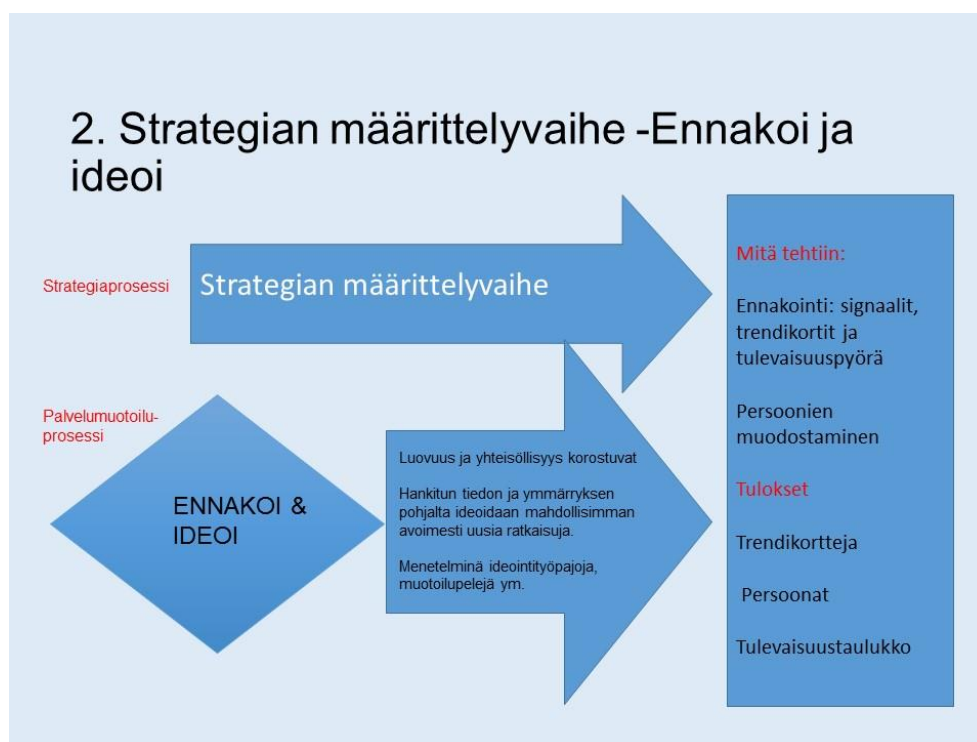 2. Strategian määrittelyvaihe -Ennakoi ja
ideoi
Strategiaprosessi
Strategian määrittelyvaihe
Palvelumuotoilu-
prosessi
ENNAKOI &
IDEOI
Luovuus ja yhteisöllisyys korostuvat
Hankitun tiedon ja ymmärryksen
pohjalta ideoidaan mahdollisimman
avoimesti uusia ratkaisuja.
Menetelminä ideointityöpajoja,
muotoilupelejä ym.
Mitä tehtiin:
Ennakointi: signaalit,
trendikortit ja
tulevaisuuspyörä
Persoonien
muodostaminen
Tulokset
Trendikortteja
Persoonat
Tulevaisuustaulukko